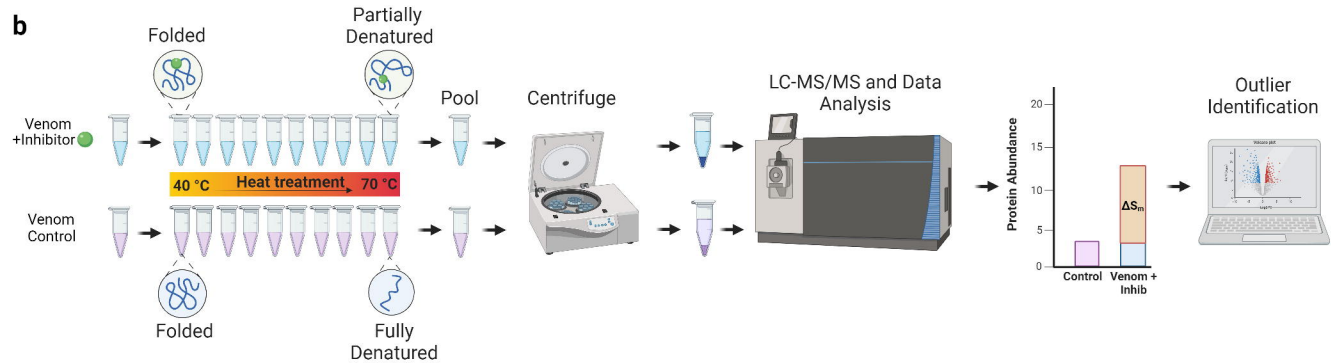 b
Folded
Partially
Denatured
Venom
+Inhibitor
Pool
Centrifuge
LC-MS/MS and Data
Analysis
Outlier
Identification
40 °C Heat treatment 70 °C
Venom
Control
Folded
Fully
Denatured
Protein Abundance
20
15
10
5
0
ΔSm
Control
Venom +
Inhib
Volcano plot